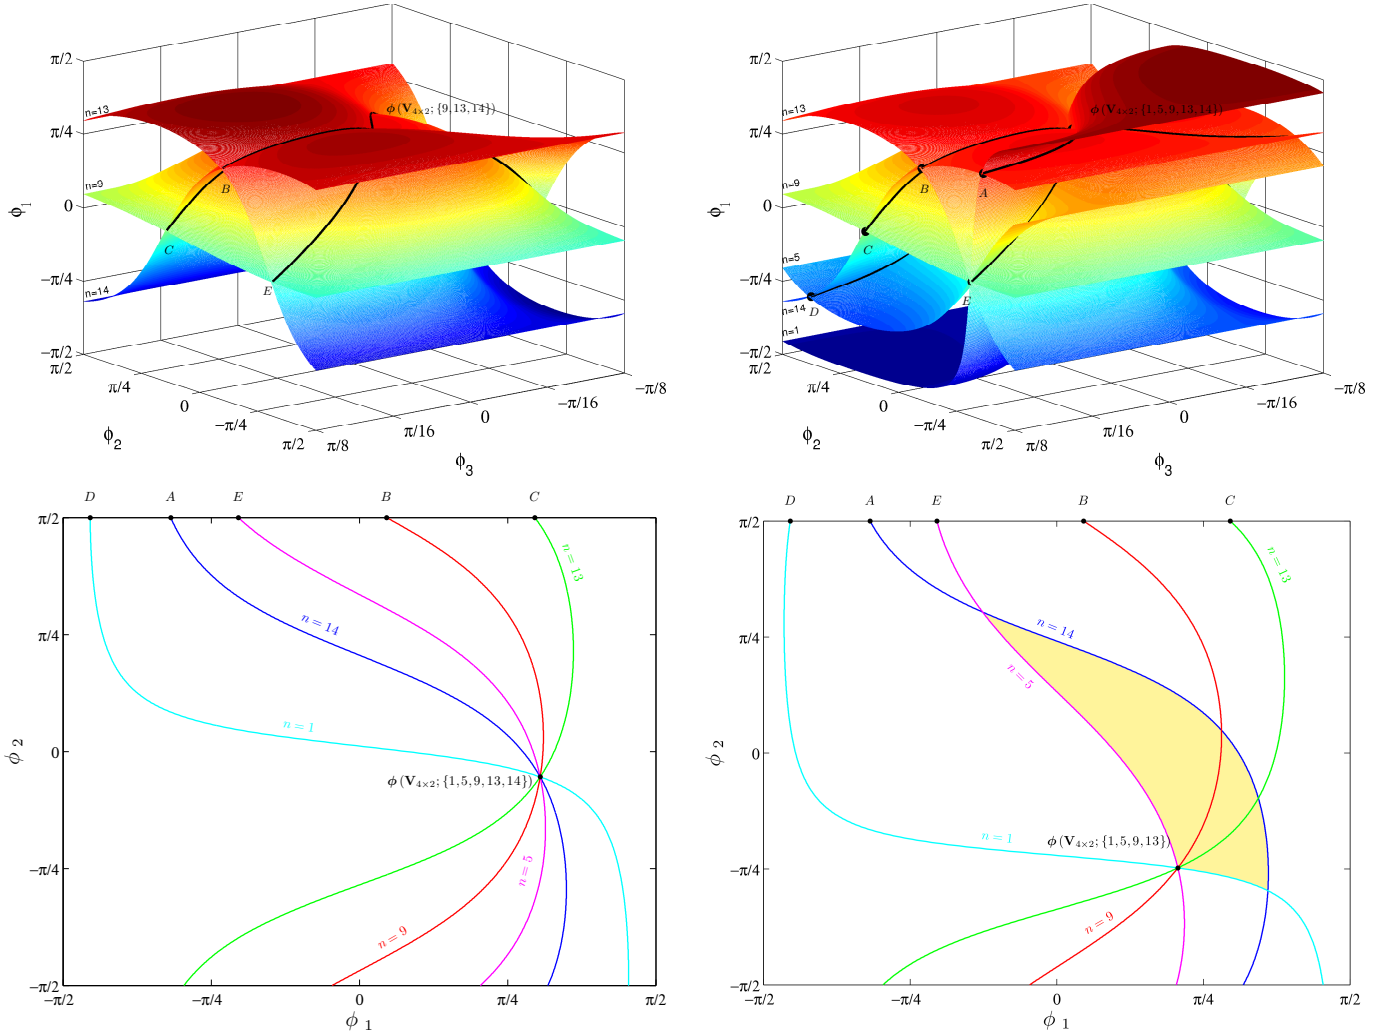 π/2
π/4
0
−π/4
−π/2
ϕ1
n=13
n=9
n=14
ϕ(V4×2; {9,13,14})
B
C
E
π/2
π/4
0
−π/4
π/2
ϕ2
π/8
π/16
0
−π/16
−π/8
ϕ3
π/2
π/4
0
−π/4
−π/2
ϕ1
n=13
n=9
n=5
n=14
n=1
ϕ(V4×2; {1,5,9,13,14})
B
A
C
D
E
π/2
π/4
0
−π/4
π/2
ϕ2
π/8
π/16
0
−π/16
−π/8
ϕ3
D A E B C
π/2
π/4
0
−π/4
−π/2
ϕ 2
n = 13
n = 14
n = 1
ϕ(V4×2; {1,5,9,13,14})
n = 5
n = 9
−π/2 −π/4 0 π/4 π/2
ϕ 1
D A E B C
π/2
π/4
0
−π/4
−π/2
ϕ 2
n = 13
n = 14
n = 5
n = 1
ϕ(V4×2; {1,5,9,13})
n = 9
−π/2 −π/4 0 π/4 π/2
ϕ 1